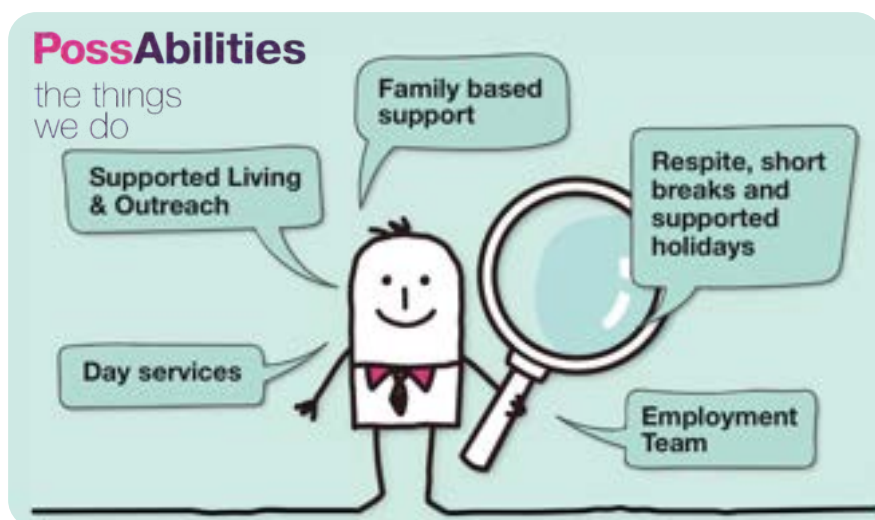 PossAbilities
the things
we do
Family based
support
Supported Living
& Outreach
Respite, short
breaks and
supported
holidays
Day services
Employment
Team